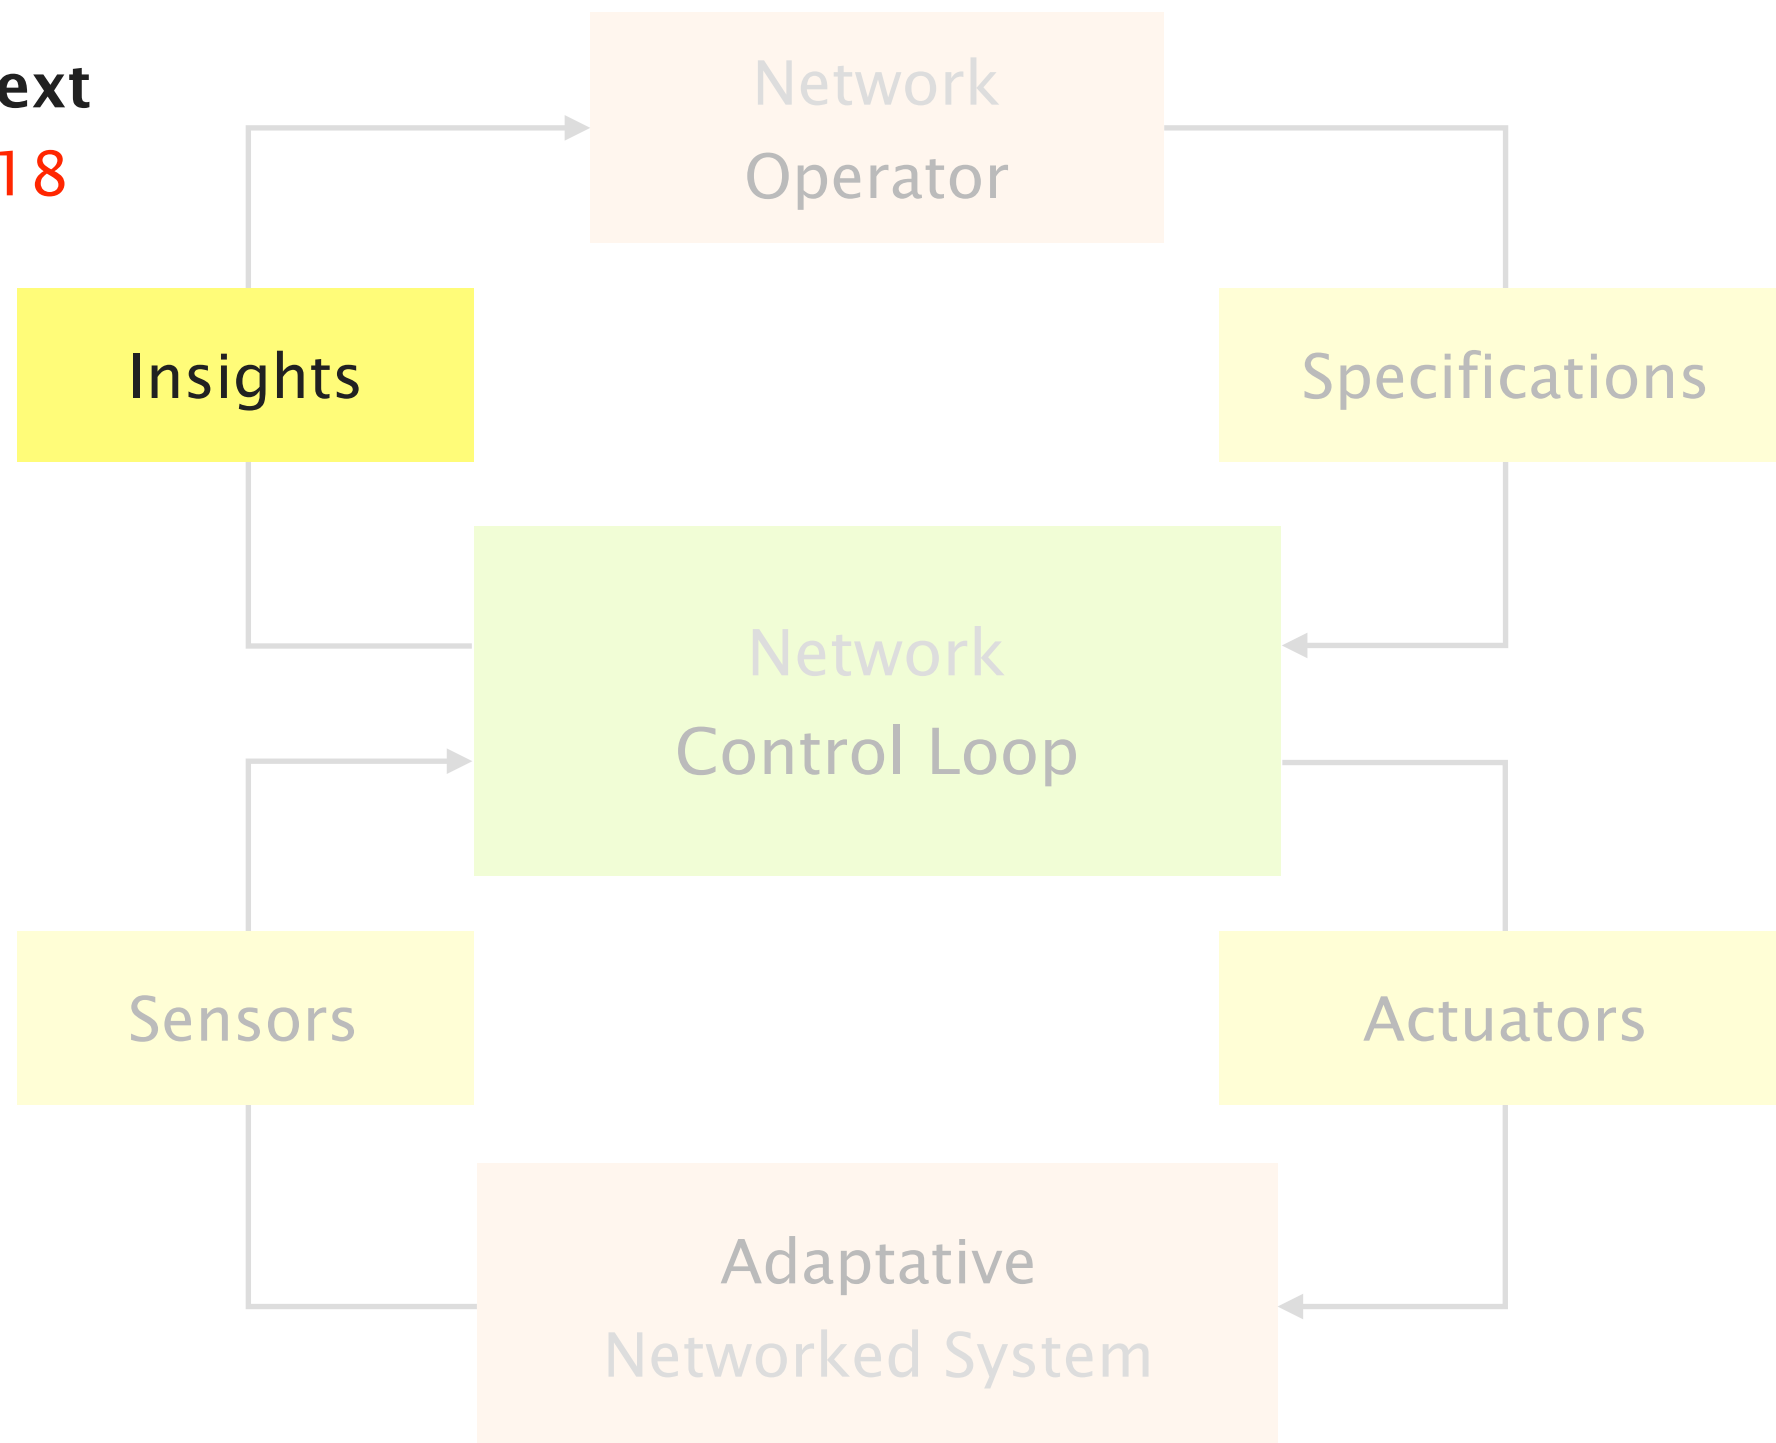 ext
18
Network
Operator
Insights
Specifications
Network
Control Loop
Sensors
Actuators
Adaptative
Networked System